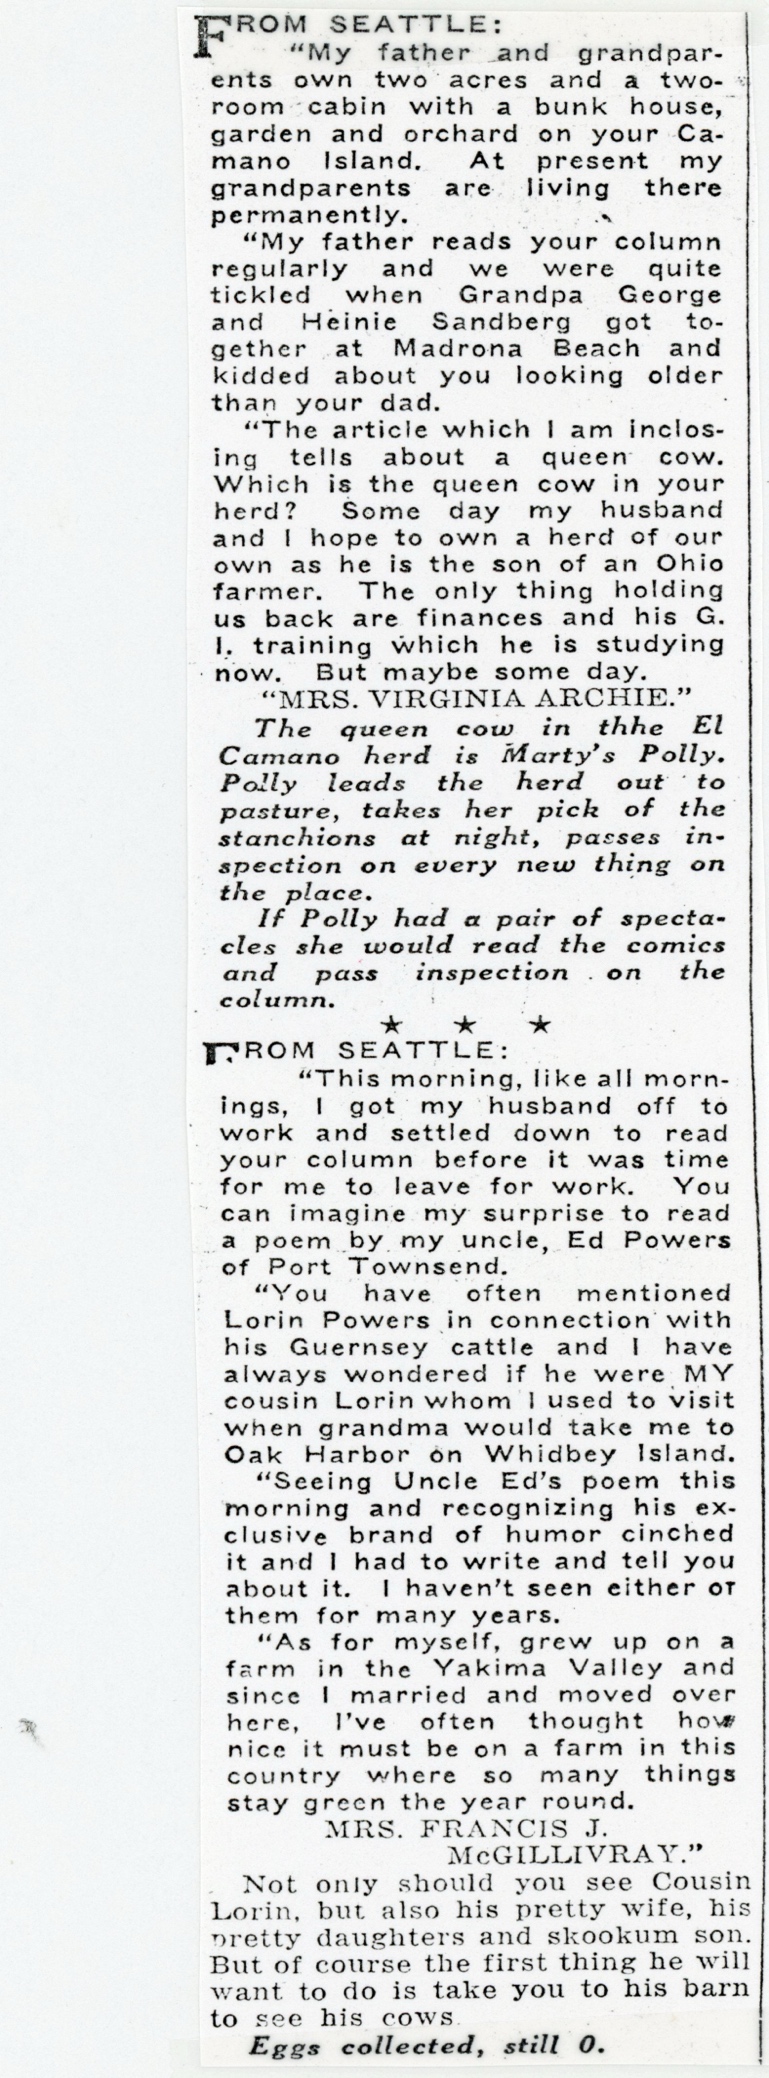 FROM SEATTLE:
"My father and grandpar-
ents own two acres and a two-
room cabin with a bunk house,
garden and orchard on your Ca-
mano Island. At present my
grandparents are living there
permanently.
"My father reads your column
regularly and we were quite
tickled when Grandpa George
and Heinie Sandberg got to-
gether at Madrona Beach and
kidded about you looking older
than your dad.
"The article which I am inclos-
ing tells about a queen cow.
Which is the queen cow in your
herd? Some day my husband
and I hope to own a herd of our
own as he is the son of an Ohio
farmer. The only thing holding
us back are finances and his G.
I. training which he is studying
now. But maybe some day.
"MRS. VIRGINIA ARCHIE."
The queen cow in thhe El
Camano herd is Marty's Polly.
Polly leads the herd out to
pasture, takes her pick of the
stanchions at night, passes in-
spection on every new thing on
the place.
If Polly had a pair of specta-
cles she would read the comics
and pass inspection on the
column.
★ ★ ★
FROM SEATTLE:
"This morning, like all morn-
ings, I got my husband off to
work and settled down to read
your column before it was time
for me to leave for work. You
can imagine my surprise to read
a poem by my uncle, Ed Powers
of Port Townsend.
"You have often mentioned
Lorin Powers in connection with
his Guernsey cattle and I have
always wondered if he were MY
cousin Lorin whom I used to visit
when grandma would take me to
Oak Harbor on Whidbey Island.
"Seeing Uncle Ed's poem this
morning and recognizing his ex-
clusive brand of humor cinched
it and I had to write and tell you
about it. I haven't seen either of
them for many years.
"As for myself, grew up on a
farm in the Yakima Valley and
since I married and moved over
here, I've often thought how
nice it must be on a farm in this
country where so many things
stay green the year round.
MRS. FRANCIS J.
McGILLIVRAY."
Not only should you see Cousin
Lorin, but also his pretty wife, his
pretty daughters and skookum son.
But of course the first thing he will
want to do is take you to his barn
to see his cows.
Eggs collected, still 0.